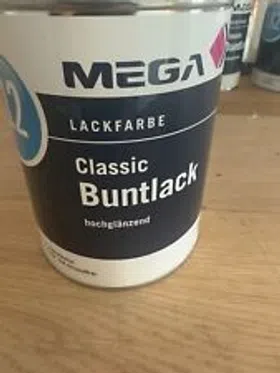 MEGA
2
LACKFARBE
Classic
Buntlack
hochglänzend